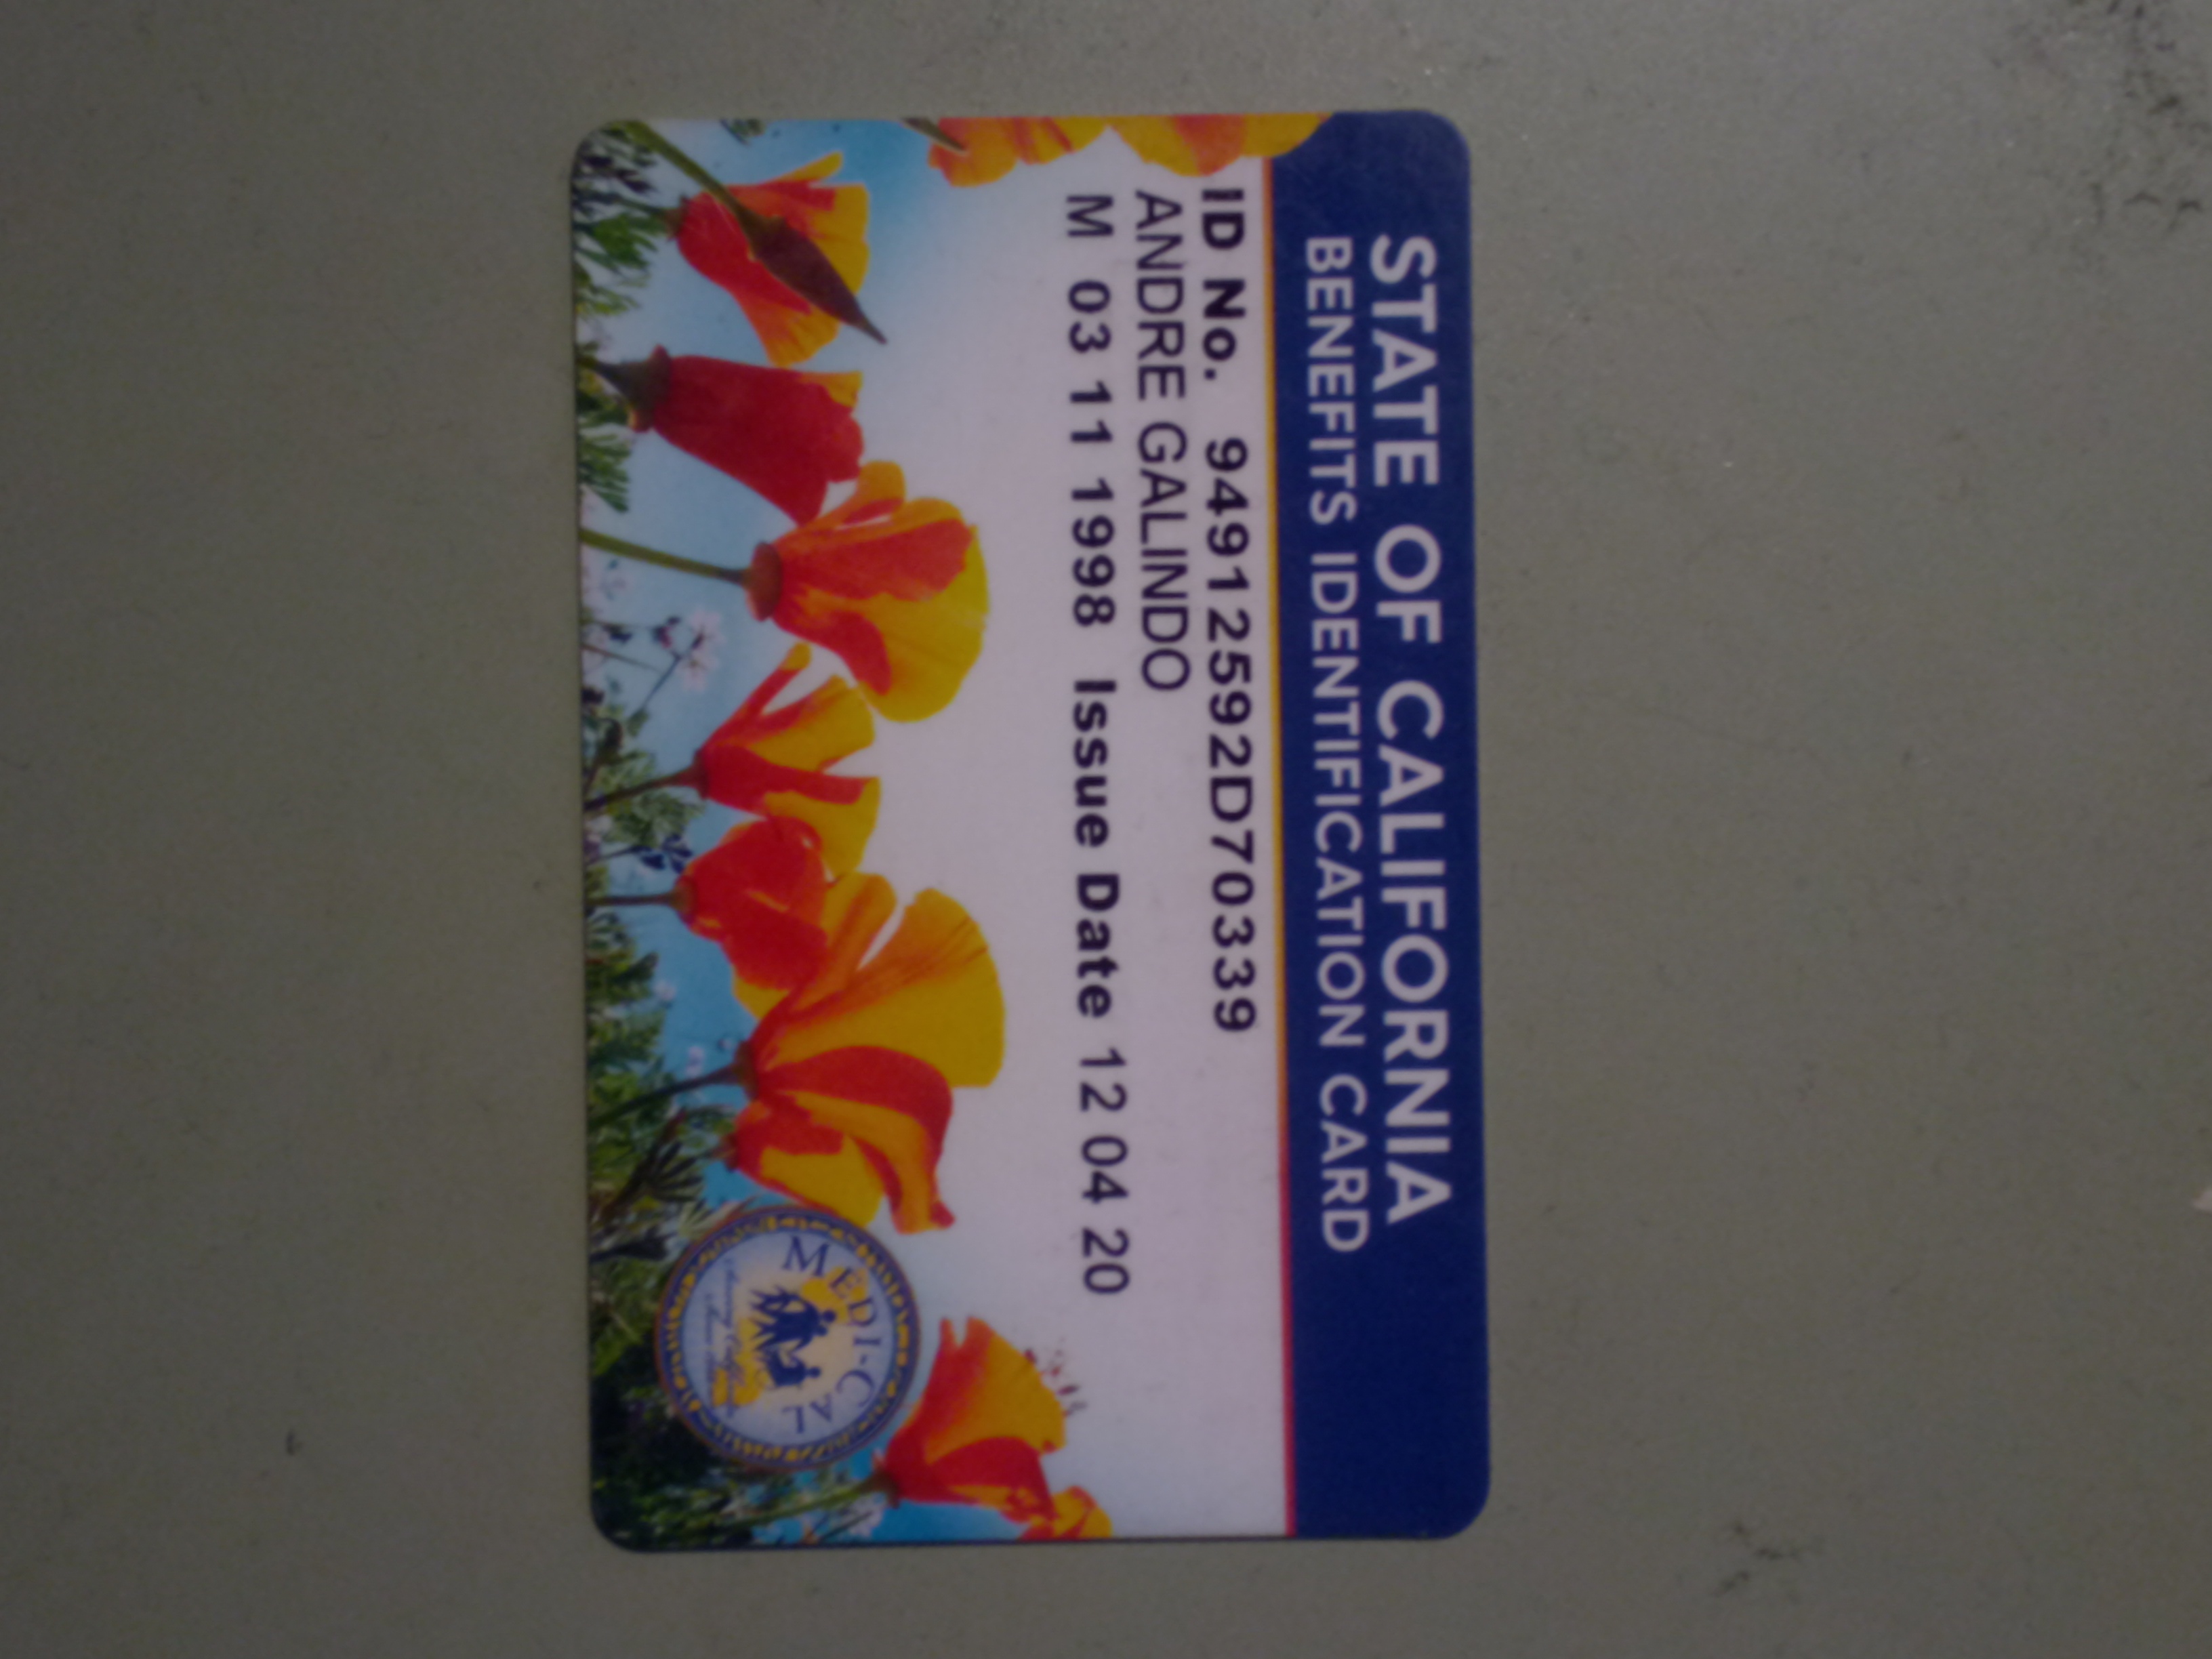 STATE OF CALIFORNIA
BENEFITS IDENTIFICATION CARD
ID No. 94912592D70339
ANDRE GALINDO
M 03 11 1998 Issue Date 12 04 20
MEDI-CAL